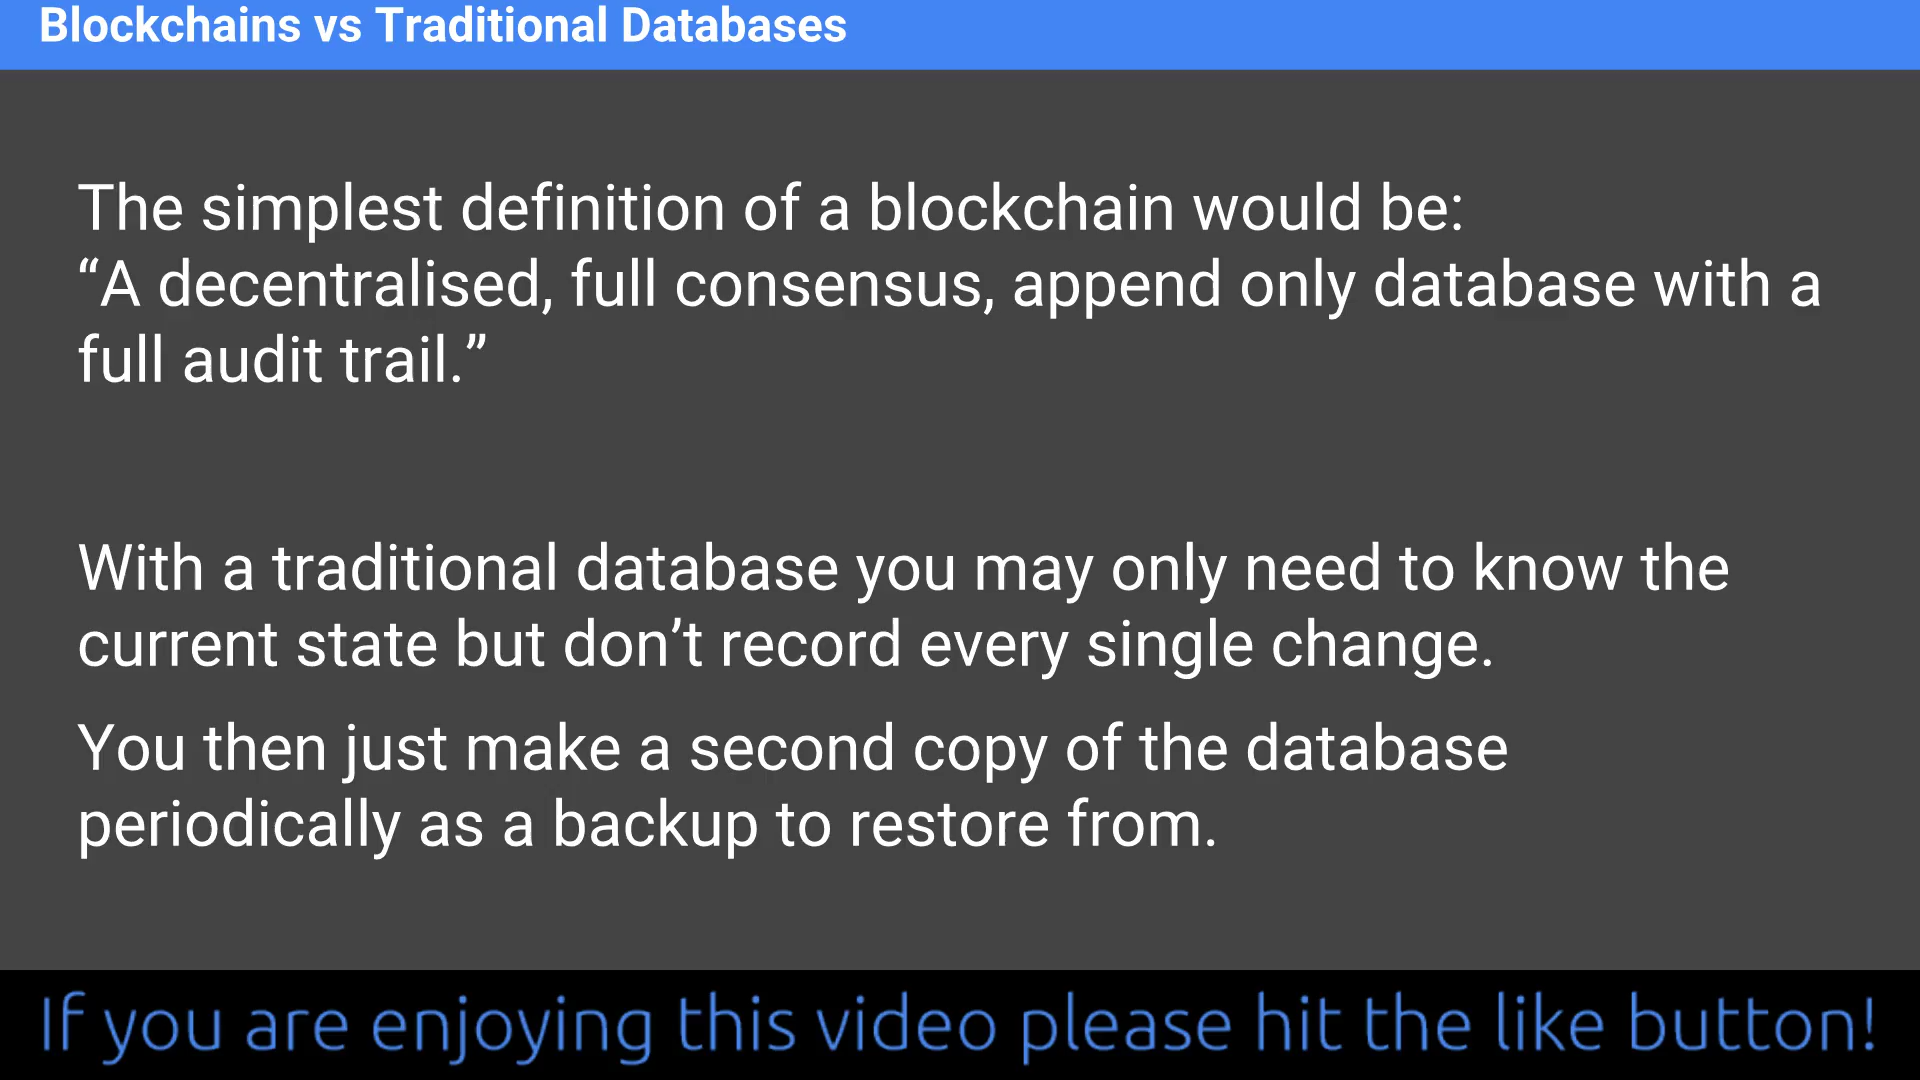 Blockchains vs Traditional Databases
The simplest definition of a blockchain would be:
“A decentralised, full consensus, append only database with a
full audit trail.”
With a traditional database you may only need to know the
current state but don’t record every single change.
You then just make a second copy of the database
periodically as a backup to restore from.
If you are enjoying this video please hit the like button!